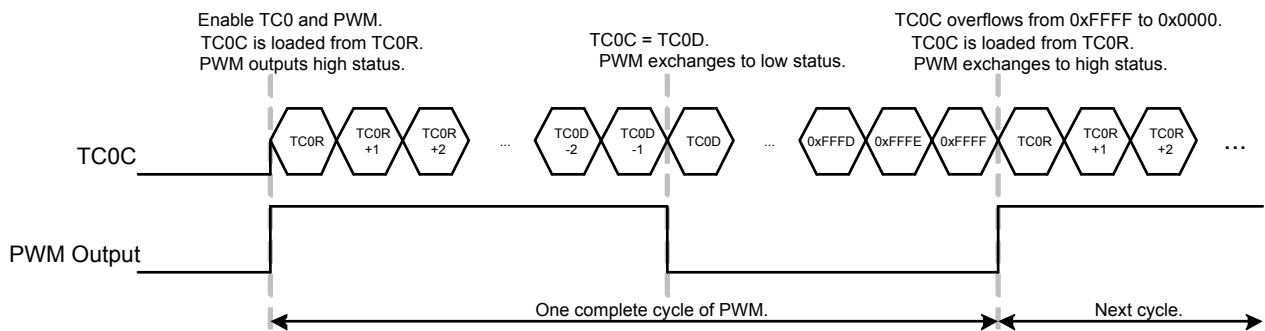 Enable TC0 and PWM.
TC0C is loaded from TC0R.
PWM outputs high status.
TC0C = TC0D.
PWM exchanges to low status.
TC0C overflows from 0xFFFF to 0x0000.
TC0C is loaded from TC0R.
PWM exchanges to high status.
TC0C
TC0R
TC0R
+1
TC0R
+2
...
TC0D
-2
TC0D
-1
TC0D
...
0xFFFD
0xFFFE
0xFFFF
TC0R
TC0R
+1
TC0R
+2
...
PWM Output
One complete cycle of PWM.
Next cycle.